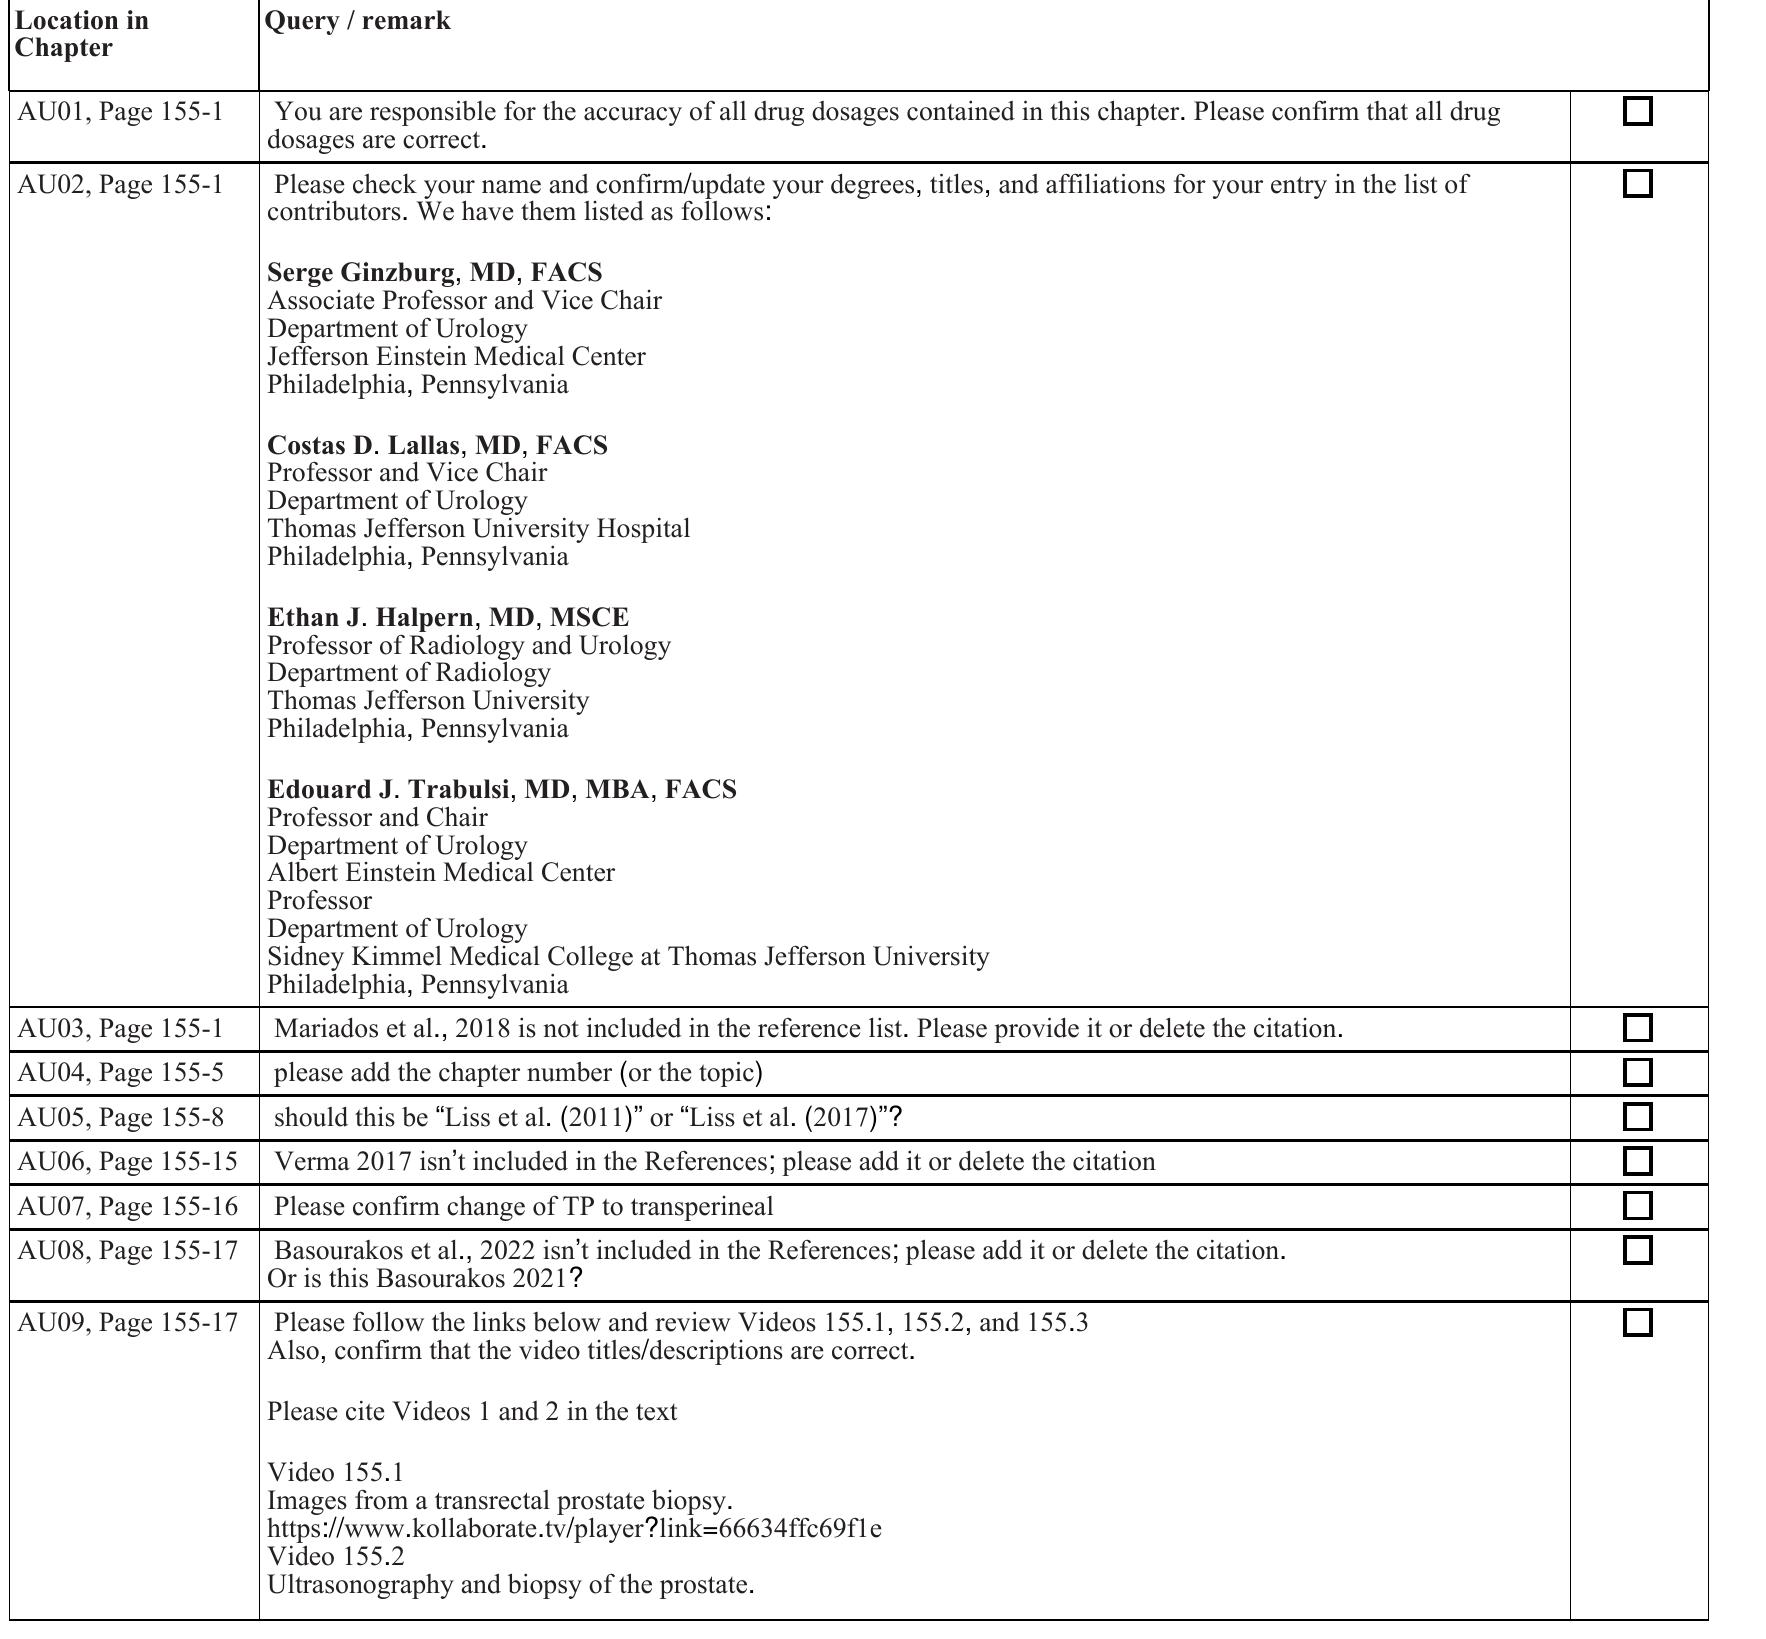 Location in
Chapter
Query / remark
AU01, Page 155-1
You are responsible for the accuracy of all drug dosages contained in this chapter. Please confirm that all drug
dosages are correct.
AU02, Page 155-1
Please check your name and confirm/update your degrees, titles, and affiliations for your entry in the list of
contributors. We have them listed as follows:
Serge Ginzburg, MD, FACS
Associate Professor and Vice Chair
Department of Urology
Jefferson Einstein Medical Center
Philadelphia, Pennsylvania
Costas D. Lallas, MD, FACS
Professor and Vice Chair
Department of Urology
Thomas Jefferson University Hospital
Philadelphia, Pennsylvania
Ethan J. Halpern, MD, MSCE
Professor of Radiology and Urology
Department of Radiology
Thomas Jefferson University
Philadelphia, Pennsylvania
Edouard J. Trabulsi, MD, MBA, FACS
Professor and Chair
Department of Urology
Albert Einstein Medical Center
Professor
Department of Urology
Sidney Kimmel Medical College at Thomas Jefferson University
Philadelphia, Pennsylvania
AU03, Page 155-1
Mariados et al., 2018 is not included in the reference list. Please provide it or delete the citation.
AU04, Page 155-5
please add the chapter number (or the topic)
AU05, Page 155-8
should this be “Liss et al. (2011)” or “Liss et al. (2017)”?
AU06, Page 155-15
Verma 2017 isn’t included in the References; please add it or delete the citation
AU07, Page 155-16
Please confirm change of TP to transperineal
AU08, Page 155-17
Basourakos et al., 2022 isn’t included in the References; please add it or delete the citation.
Or is this Basourakos 2021?
AU09, Page 155-17
Please follow the links below and review Videos 155.1, 155.2, and 155.3
Also, confirm that the video titles/descriptions are correct.
Please cite Videos 1 and 2 in the text
Video 155.1
Images from a transrectal prostate biopsy.
https://www.kollaborate.tv/player?link=66634ffc69f1e
Video 155.2
Ultrasonography and biopsy of the prostate.